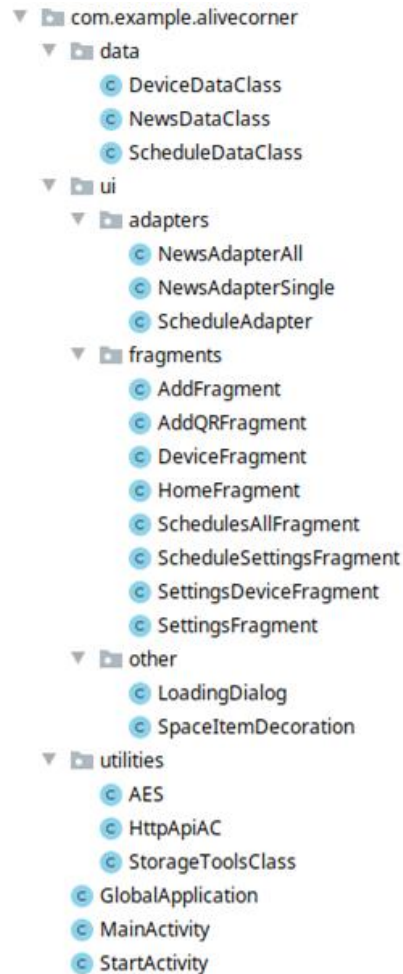 com.example.alivecorner
data
DeviceDataClass
NewsDataClass
ScheduleDataClass
ui
adapters
NewsAdapterAll
NewsAdapterSingle
ScheduleAdapter
fragments
AddFragment
AddQRFragment
DeviceFragment
HomeFragment
SchedulesAllFragment
ScheduleSettingsFragment
SettingsDeviceFragment
SettingsFragment
other
LoadingDialog
SpaceItemDecoration
utilities
AES
HttpApiAC
StorageToolsClass
GlobalApplication
MainActivity
StartActivity